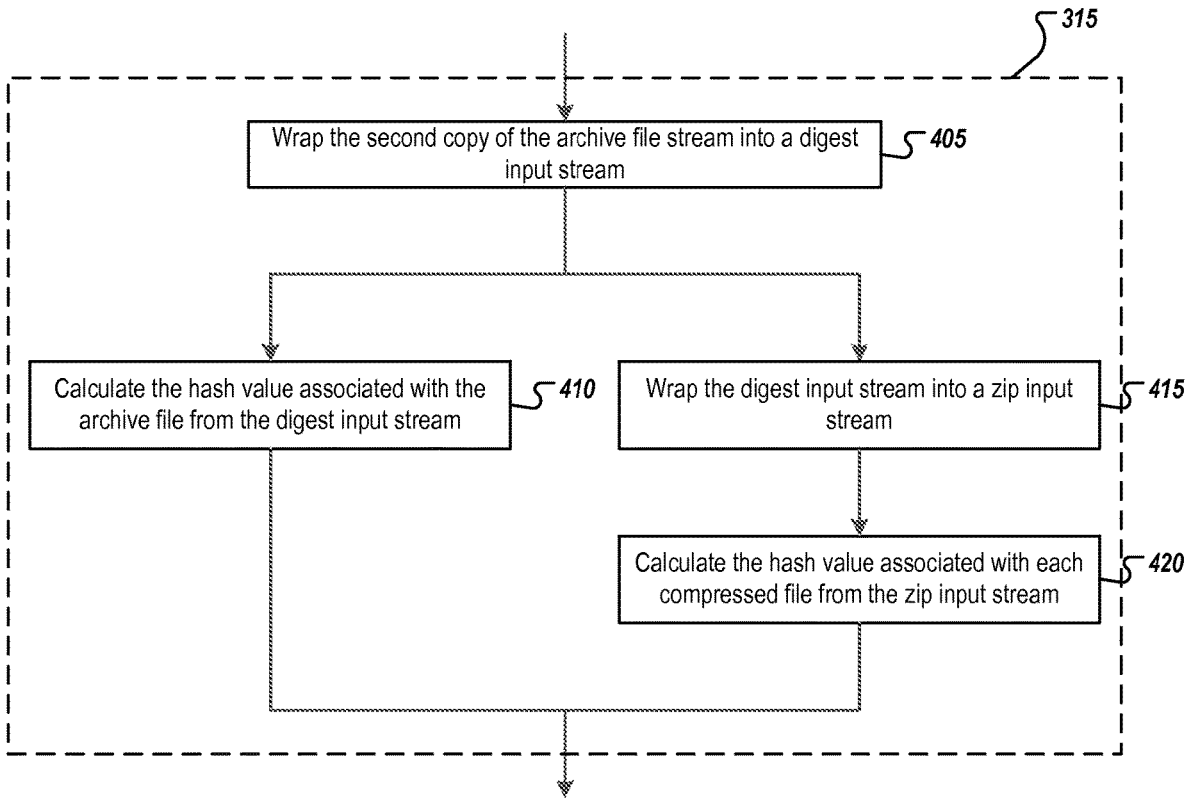 315
Wrap the second copy of the archive file stream into a digest
input stream
405
Calculate the hash value associated with the
archive file from the digest input stream
410
Wrap the digest input stream into a zip input
stream
415
Calculate the hash value associated with each
compressed file from the zip input stream
420